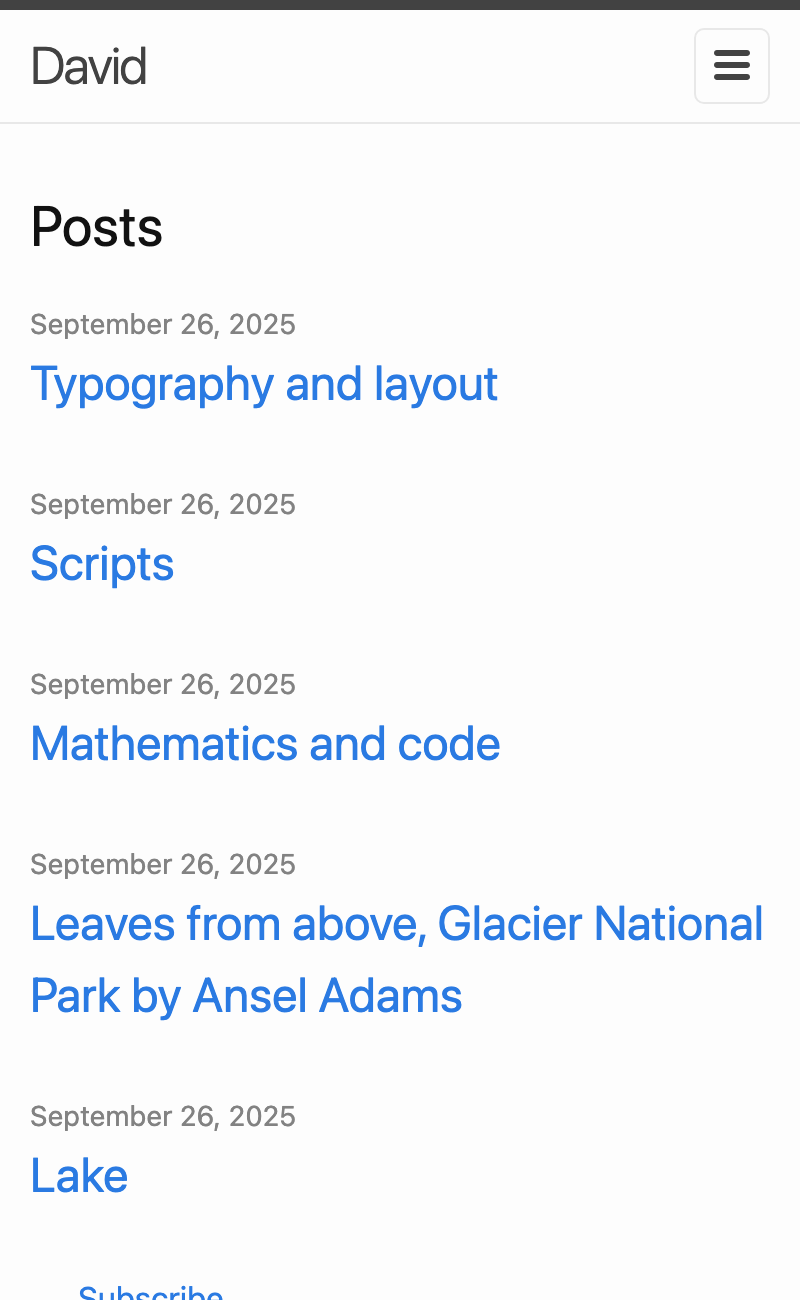 David
Posts
September 26, 2025
Typography and layout
September 26, 2025
Scripts
September 26, 2025
Mathematics and code
September 26, 2025
Leaves from above, Glacier National
Park by Ansel Adams
September 26, 2025
Lake
Subscribe